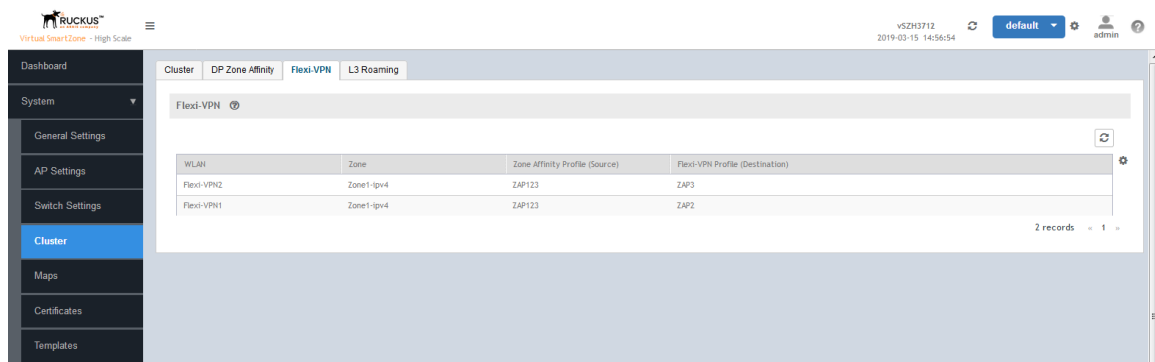 RUCKUS™
Virtual SmartZone - High Scale
vSZH3712
2019-03-15 14:56:54
default
admin
Dashboard
System
General Settings
AP Settings
Switch Settings
Cluster
Maps
Certificates
Templates
Cluster DP Zone Affinity Flexi-VPN L3 Roaming
Flexi-VPN
WLAN Zone Zone Affinity Profile (Source) Flexi-VPN Profile (Destination)
Flexi-VPN2 Zone1-ipv4 ZAP123 ZAP3
Flexi-VPN1 Zone1-ipv4 ZAP123 ZAP2
2 records « 1 »